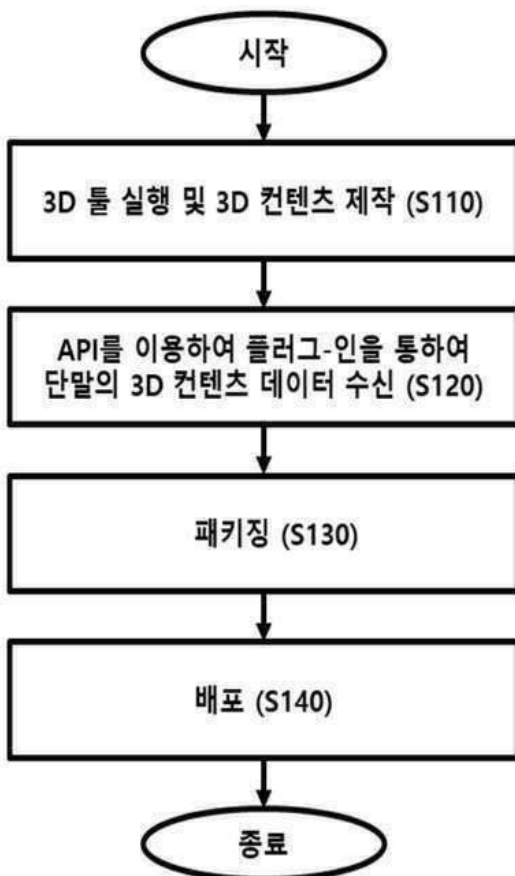 시작
3D 툴 실행 및 3D 컨텐츠 제작 (S110)
API를 이용하여 플러그-인을 통하여
단말의 3D 컨텐츠 데이터 수신 (S120)
패키징 (S130)
배포 (S140)
종료